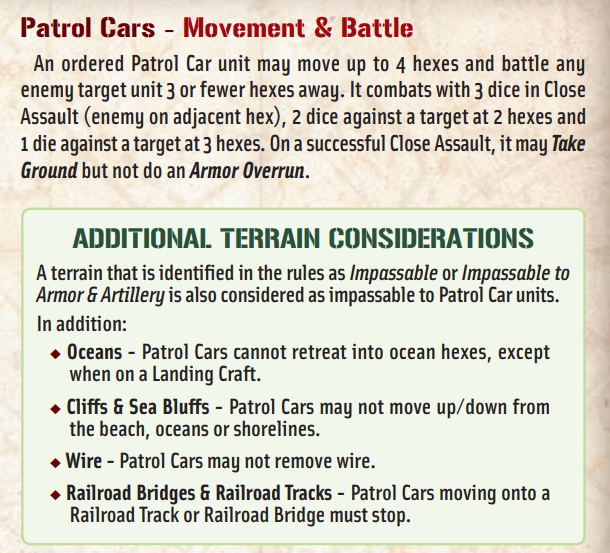 Patrol Cars - Movement & Battle
An ordered Patrol Car unit may move up to 4 hexes and battle any
enemy target unit 3 or fewer hexes away. It combats with 3 dice in Close
Assault (enemy on adjacent hex), 2 dice against a target at 2 hexes and
1 die against a target at 3 hexes. On a successful Close Assault, it may Take
Ground but not do an Armor Overrun.
ADDITIONAL TERRAIN CONSIDERATIONS
A terrain that is identified in the rules as Impassable or Impassable to
Armor & Artillery is also considered as impassable to Patrol Car units.
In addition:
◆ Oceans - Patrol Cars cannot retreat into ocean hexes, except
when on a Landing Craft.
◆ Cliffs & Sea Bluffs - Patrol Cars may not move up/down from
the beach, oceans or shorelines.
◆ Wire - Patrol Cars may not remove wire.
◆ Railroad Bridges & Railroad Tracks - Patrol Cars moving onto a
Railroad Track or Railroad Bridge must stop.